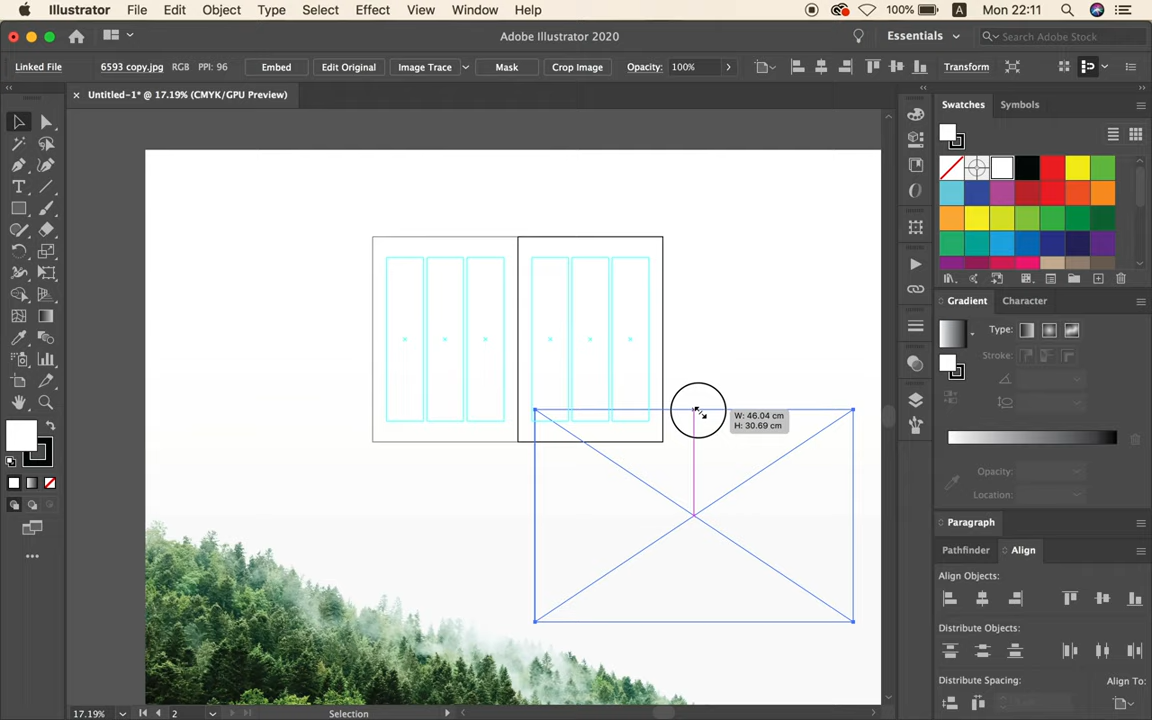 Illustrator File Edit Object Type Select Effect View Window Help 100% A Mon 22:11
Adobe Illustrator 2020 Essentials Search Adobe Stock
Linked File 6593 copy.jpg RGB PPI: 96 Embed Edit Original Image Trace Mask Crop Image Opacity: 100% Transform
× Untitled-1* @ 17.19% (CMYK/GPU Preview)
Swatches Symbols
Gradient Character
Type:
Stroke:
W: 46.04 cm
H: 30.69 cm
Opacity:
Location:
Paragraph
Pathfinder Align
Align Objects:
Distribute Objects:
Distribute Spacing: Align To:
17.19% 2 Selection